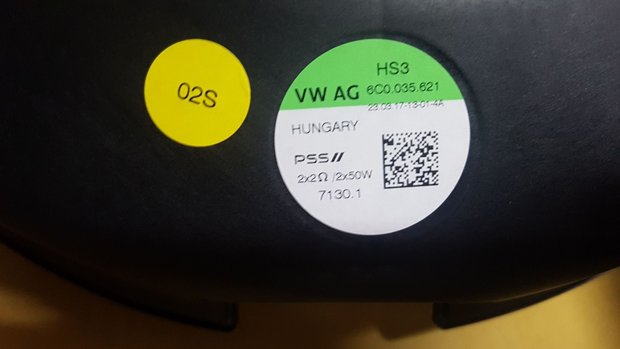 02S
HS3
VW AG 6C0.035.621
23.03.17-13-01-4A
HUNGARY
PSS//
2x2Ω /2x50W
7130.1